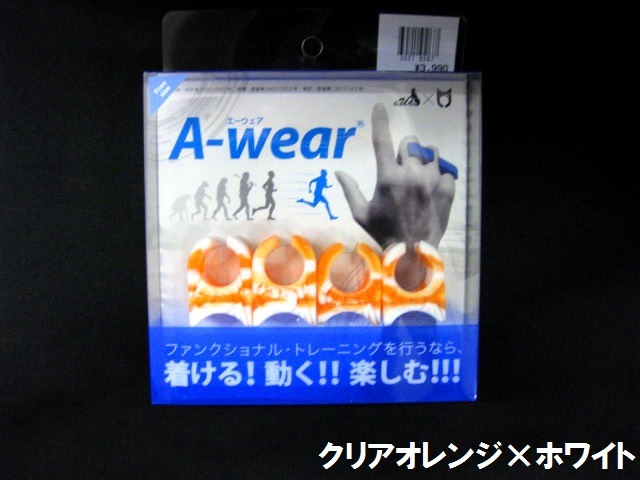 ¥3,990
エーウェア
A-wear®
ファンクショナル・トレーニングを行うなら、
着ける! 動く!! 楽しむ!!!
クリアオレンジ×ホワイト